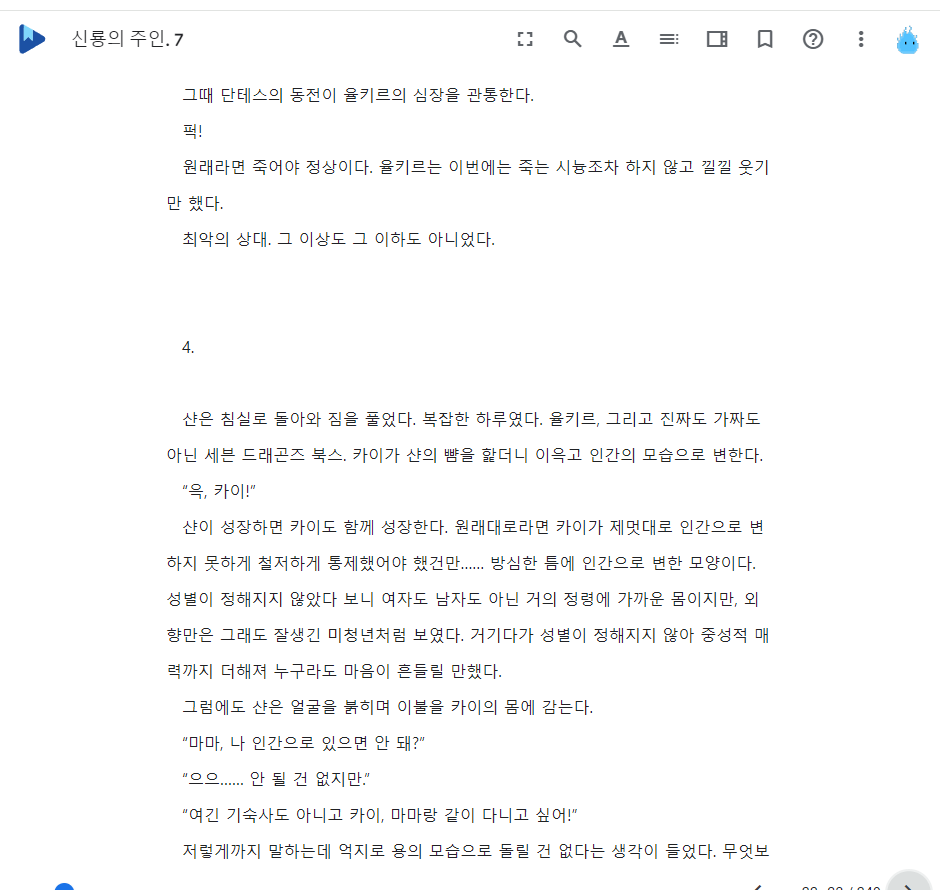 신룡의 주인. 7
그때 단테스의 동전이 율키르의 심장을 관통한다.
퍽!
원래라면 죽어야 정상이다. 율키르는 이번에는 죽는 시늉조차 하지 않고 낄낄 웃기
만 했다.
최악의 상대. 그 이상도 그 이하도 아니었다.
4.
샨은 침실로 돌아와 짐을 풀었다. 복잡한 하루였다. 율키르, 그리고 진짜도 가짜도
아닌 세븐 드래곤즈 북스. 카이가 샨의 뺨을 핥더니 이윽고 인간의 모습으로 변한다.
“윽, 카이!”
샨이 성장하면 카이도 함께 성장한다. 원래대로라면 카이가 제멋대로 인간으로 변
하지 못하게 철저하게 통제했어야 했건만...... 방심한 틈에 인간으로 변한 모양이다.
성별이 정해지지 않았다 보니 여자도 남자도 아닌 거의 정령에 가까운 몸이지만, 외
향만은 그래도 잘생긴 미청년처럼 보였다. 거기다가 성별이 정해지지 않아 중성적 매
력까지 더해져 누구라도 마음이 흔들릴 만했다.
그럼에도 샨은 얼굴을 붉히며 이불을 카이의 몸에 감는다.
“마마, 나 인간으로 있으면 안 돼?”
“으으...... 안 될 건 없지만.”
“여긴 기숙사도 아니고 카이, 마마랑 같이 다니고 싶어!”
저렇게까지 말하는데 억지로 용의 모습으로 돌릴 건 없다는 생각이 들었다. 무엇보